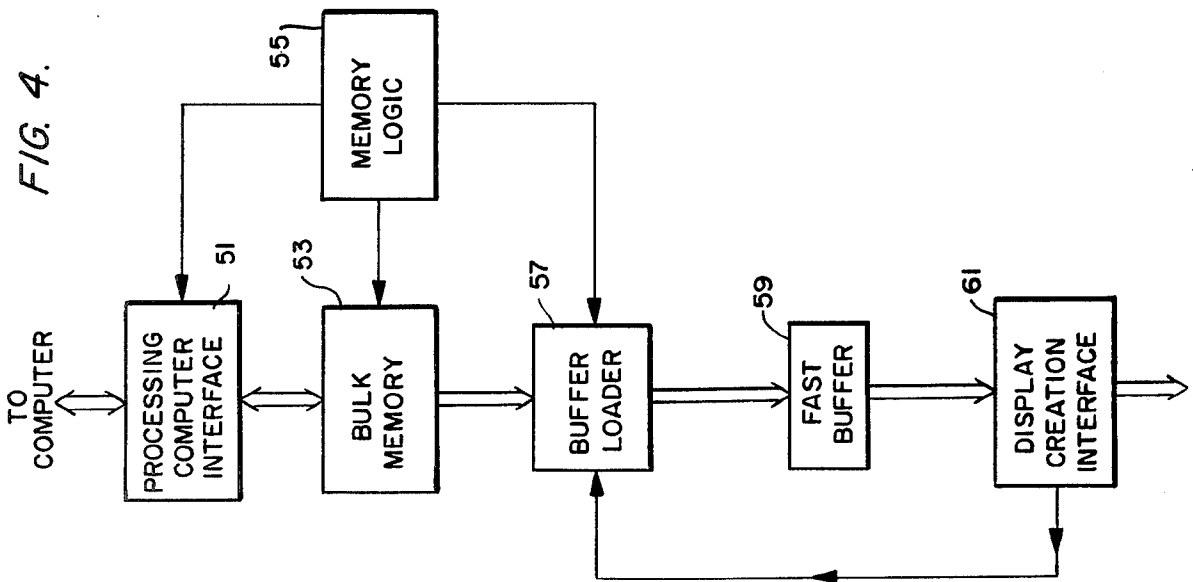 FIG. 4.
TO
COMPUTER
PROCESSING
COMPUTER
INTERFACE
51
BULK
MEMORY
53
MEMORY
LOGIC
55
BUFFER
LOADER
57
FAST
BUFFER
59
DISPLAY
CREATION
INTERFACE
61